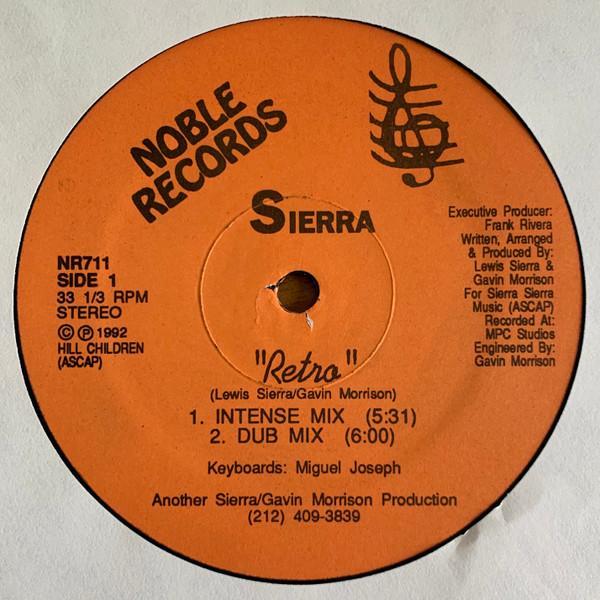 NOBLE
RECORDS
SIERRA
NR711
SIDE 1
33 1/3 RPM
STEREO
© ℗ 1992
HILL CHILDREN
(ASCAP)
Executive Producer:
Frank Rivera
Written, Arranged
& Produced By:
Lewis Sierra &
Gavin Morrison
For Sierra Sierra
Music (ASCAP)
Recorded At:
MPC Studios
Engineered By:
Gavin Morrison
"Retro"
(Lewis Sierra/Gavin Morrison)
1. INTENSE MIX (5:31)
2. DUB MIX (6:00)
Keyboards: Miguel Joseph
Another Sierra/Gavin Morrison Production
(212) 409-3839